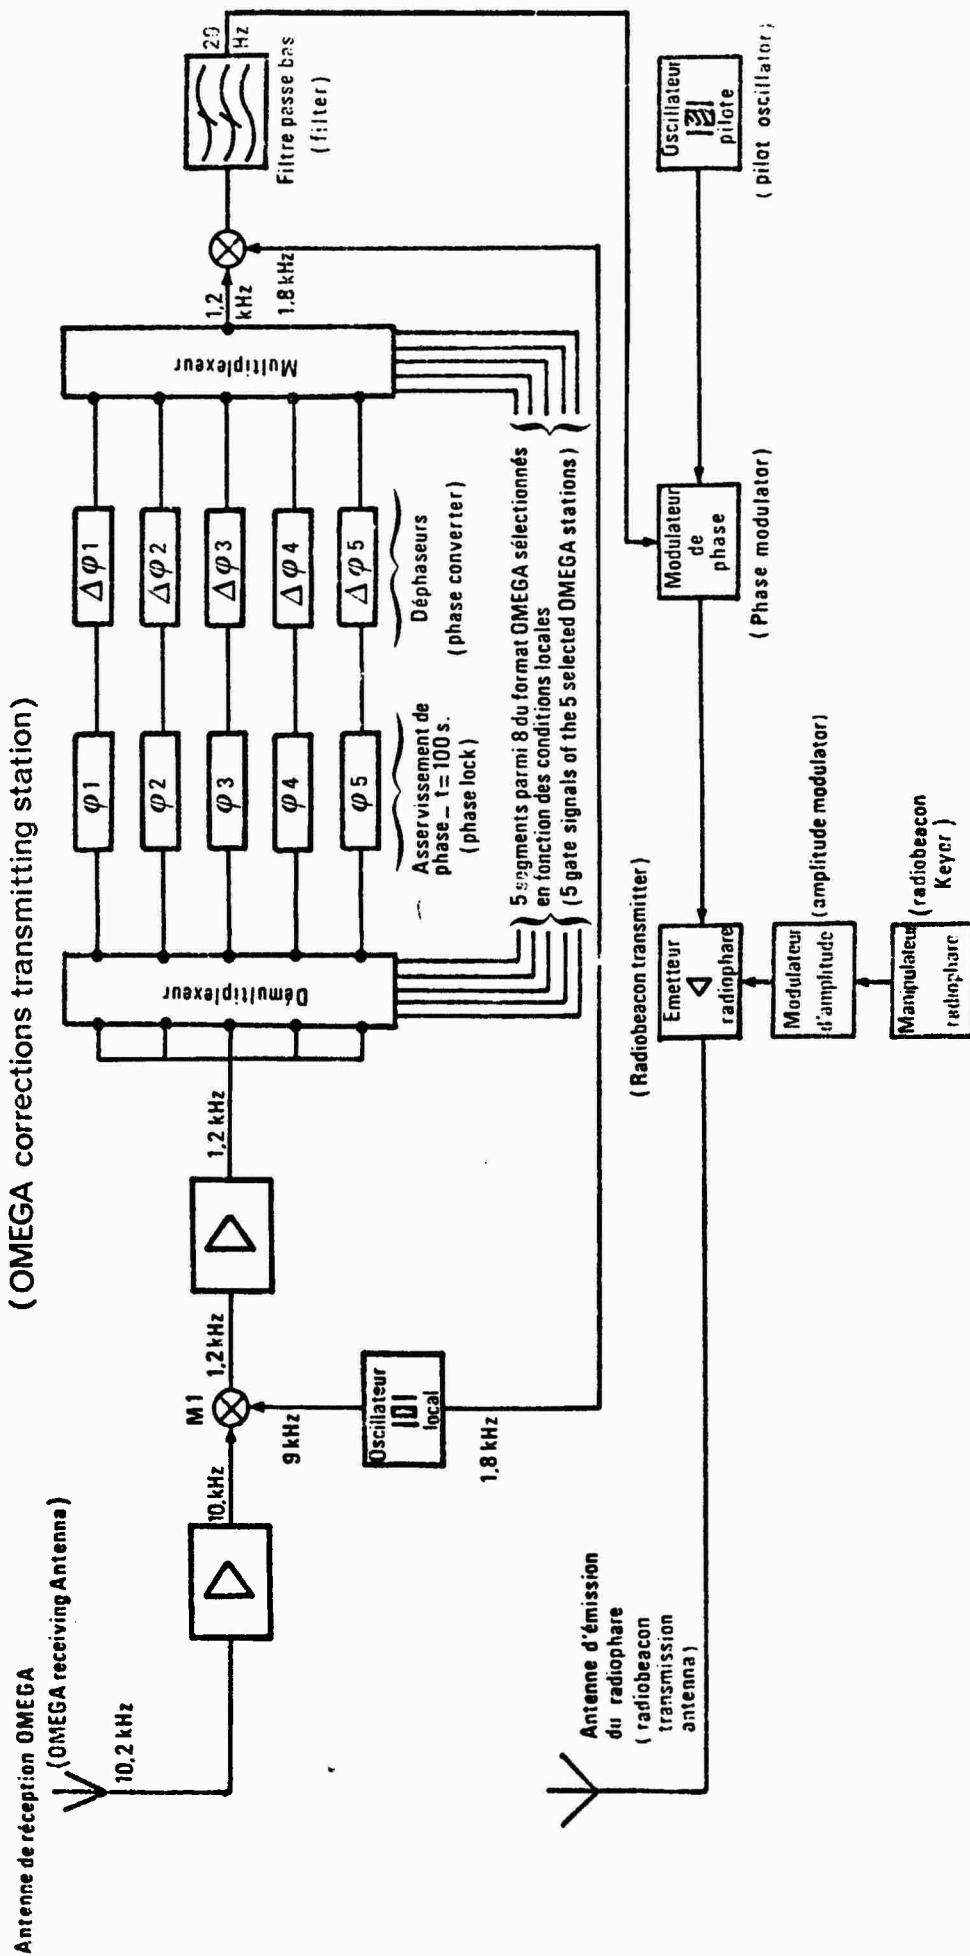 (OMEGA corrections transmitting station)
Antenne de réception OMEGA
(OMEGA receiving Antenna)
10,2 kHz
10,kHz
M1
9 kHz
Oscillateur
local
1,8 kHz
1,2 kHz
1,2 kHz
Démultiplexeur
φ1
φ2
φ3
φ4
φ5
Asservissement de
phase_ t=100 s.
(phase lock)
Δφ1
Δφ2
Δφ3
Δφ4
Δφ5
Déphaseurs
(phase converter)
Multiplexeur
5 segments parmi 8 du format OMEGA sélectionnés
en fonction des conditions locales
(5 gate signals of the 5 selected OMEGA stations)
1,2
kHz
1.8 kHz
Filtre passe bas
(filter)
20
Hz
Antenne d'émission
du radiophare
(radiobeacon
transmission
antenna)
(Radiobeacon transmitter)
Emetteur
radiophare
Modulateur
d'amplitude
(amplitude modulator)
Manipulateur
radiophare
(radiobeacon
Keyer)
Modulateur
de
phase
(Phase modulator)
Oscillateur
pilote
(pilot oscillator)